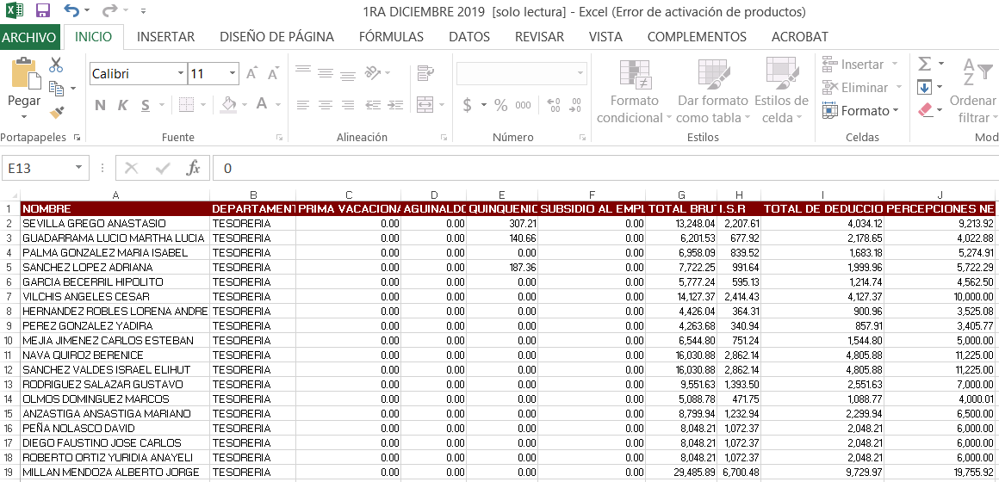 1RA DICIEMBRE 2019 [solo lectura] - Excel (Error de activación de productos)
ARCHIVO INICIO INSERTAR DISEÑO DE PÁGINA FÓRMULAS DATOS REVISAR VISTA COMPLEMENTOS ACROBAT
Calibri 11 Insertar Σ A Z
Pegar Formato condicional Dar formato como tabla Estilos de celda Eliminar Ordenar filtrar
N K S A $ % 000 Formato
Portapapeles Fuente Alineación Número Estilos Celdas Mod
E13 fx 0
A B C D E F G H I J
1 NOMBRE DEPARTAMENT PRIMA VACACIONA AGUINALDO QUINQUENIO SUBSIDIO AL EMPL TOTAL BRUT I.S.R TOTAL DE DEDUCCIO PERCEPCIONES NE
2 SEVILLA GREGO ANASTASIO TESORERIA 0.00 0.00 307.21 0.00 13,248.04 2,207.61 4,034.12 9,213.92
3 GUADARRAMA LUCIO MARTHA LUCIA TESORERIA 0.00 0.00 140.66 0.00 6,201.53 677.92 2,178.65 4,022.88
4 PALMA GONZALEZ MARIA ISABEL TESORERIA 0.00 0.00 0.00 0.00 6,958.09 839.52 1,683.18 5,274.91
5 SANCHEZ LOPEZ ADRIANA TESORERIA 0.00 0.00 187.36 0.00 7,722.25 991.64 1,999.96 5,722.29
6 GARCIA BECERRIL HIPOLITO TESORERIA 0.00 0.00 0.00 0.00 5,777.24 595.13 1,214.74 4,562.50
7 VILCHIS ANGELES CESAR TESORERIA 0.00 0.00 0.00 0.00 14,127.37 2,414.43 4,127.37 10,000.00
8 HERNANDEZ ROBLES LORENA ANDRE TESORERIA 0.00 0.00 0.00 0.00 4,426.04 364.31 900.96 3,525.08
9 PEREZ GONZALEZ YADIRA TESORERIA 0.00 0.00 0.00 0.00 4,263.68 340.94 857.91 3,405.77
10 MEJIA JIMENEZ CARLOS ESTEBAN TESORERIA 0.00 0.00 0.00 0.00 6,544.80 751.24 1,544.80 5,000.00
11 NAVA QUIROZ BERENICE TESORERIA 0.00 0.00 0.00 0.00 16,030.88 2,862.14 4,805.88 11,225.00
12 SANCHEZ VALDES ISRAEL ELIHUT TESORERIA 0.00 0.00 0.00 0.00 16,030.88 2,862.14 4,805.88 11,225.00
13 RODRIGUEZ SALAZAR GUSTAVO TESORERIA 0.00 0.00 0.00 0.00 9,551.63 1,393.50 2,551.63 7,000.00
14 OLMOS DOMINGUEZ MARCOS TESORERIA 0.00 0.00 0.00 0.00 5,088.78 471.75 1,088.77 4,000.01
15 ANZASTIGA ANSASTIGA MARIANO TESORERIA 0.00 0.00 0.00 0.00 8,799.94 1,232.94 2,299.94 6,500.00
16 PEÑA NOLASCO DAVID TESORERIA 0.00 0.00 0.00 0.00 8,048.21 1,072.37 2,048.21 6,000.00
17 DIEGO FAUSTINO JOSE CARLOS TESORERIA 0.00 0.00 0.00 0.00 8,048.21 1,072.37 2,048.21 6,000.00
18 ROBERTO ORTIZ YURIDIA ANAYELI TESORERIA 0.00 0.00 0.00 0.00 8,048.21 1,072.37 2,048.21 6,000.00
19 MILLAN MENDOZA ALBERTO JORGE TESORERIA 0.00 0.00 0.00 0.00 29,485.89 6,700.48 9,729.97 19,755.92